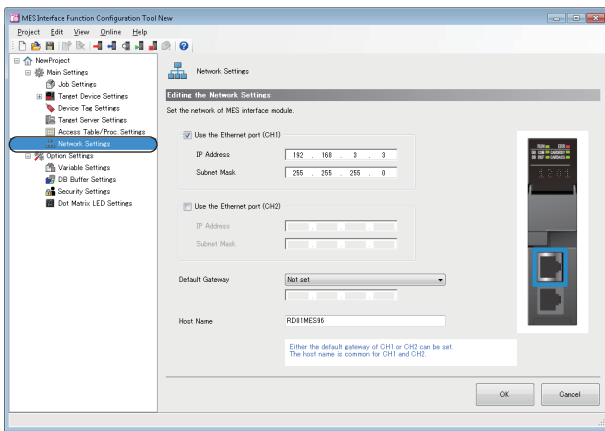 MES Interface Function Configuration Tool New
Project Edit View Online Help
NewProject
Main Settings
Job Settings
Target Device Settings
Device Tag Settings
Target Server Settings
Access Table/Proc. Settings
Network Settings
Option Settings
Variable Settings
DB Buffer Settings
Security Settings
Dot Matrix LED Settings
Network Settings
Editing the Network Settings
Set the network of MES interface module.
Use the Ethernet port (CH1)
IP Address 192 . 168 . 3 . 3
Subnet Mask 255 . 255 . 255 . 0
Use the Ethernet port (CH2)
IP Address
Subnet Mask
Default Gateway Not set
Host Name RD81MES96
Either the default gateway of CH1 or CH2 can be set.
The host name is common for CH1 and CH2.
OK Cancel